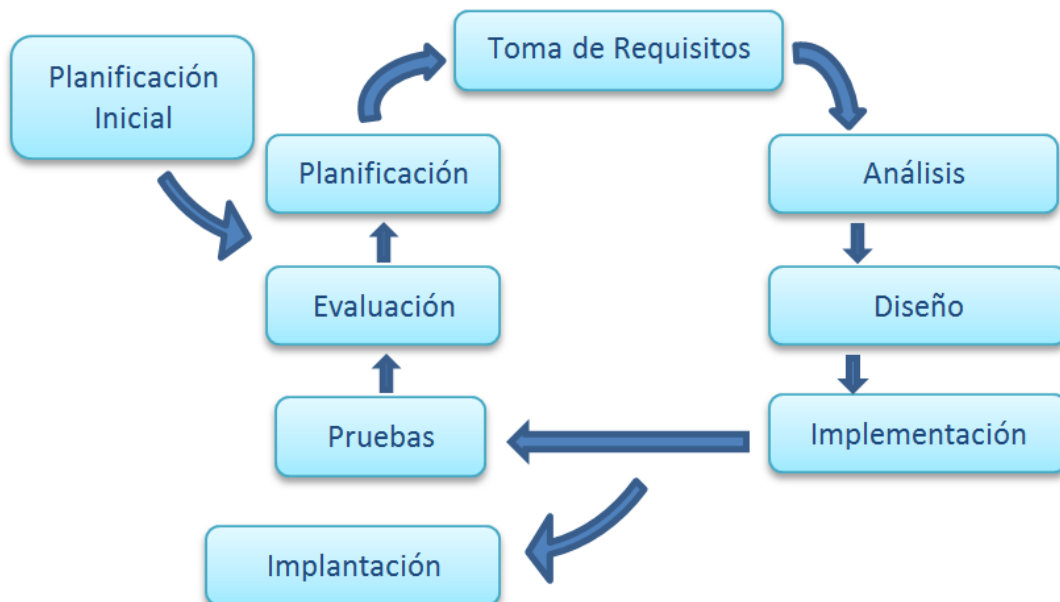 Planificación
Inicial
Toma de Requisitos
Planificación
Análisis
Evaluación
Diseño
Pruebas
Implementación
Implantación